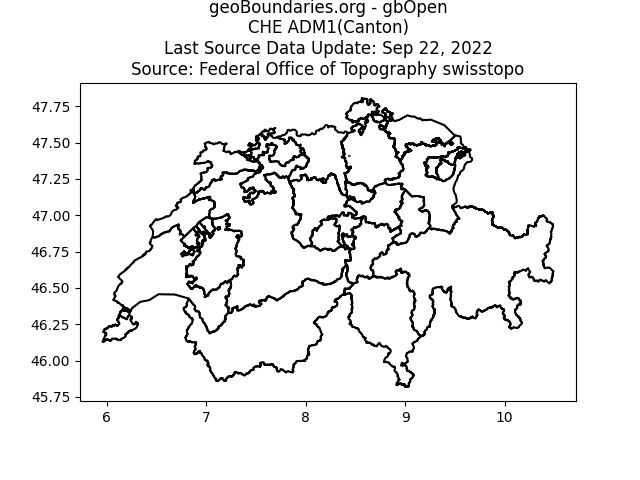 geoBoundaries.org - gbOpen
CHE ADM1(Canton)
Last Source Data Update: Sep 22, 2022
Source: Federal Office of Topography swisstopo
47.75
47.50
47.25
47.00
46.75
46.50
46.25
46.00
45.75
6 7 8 9 10